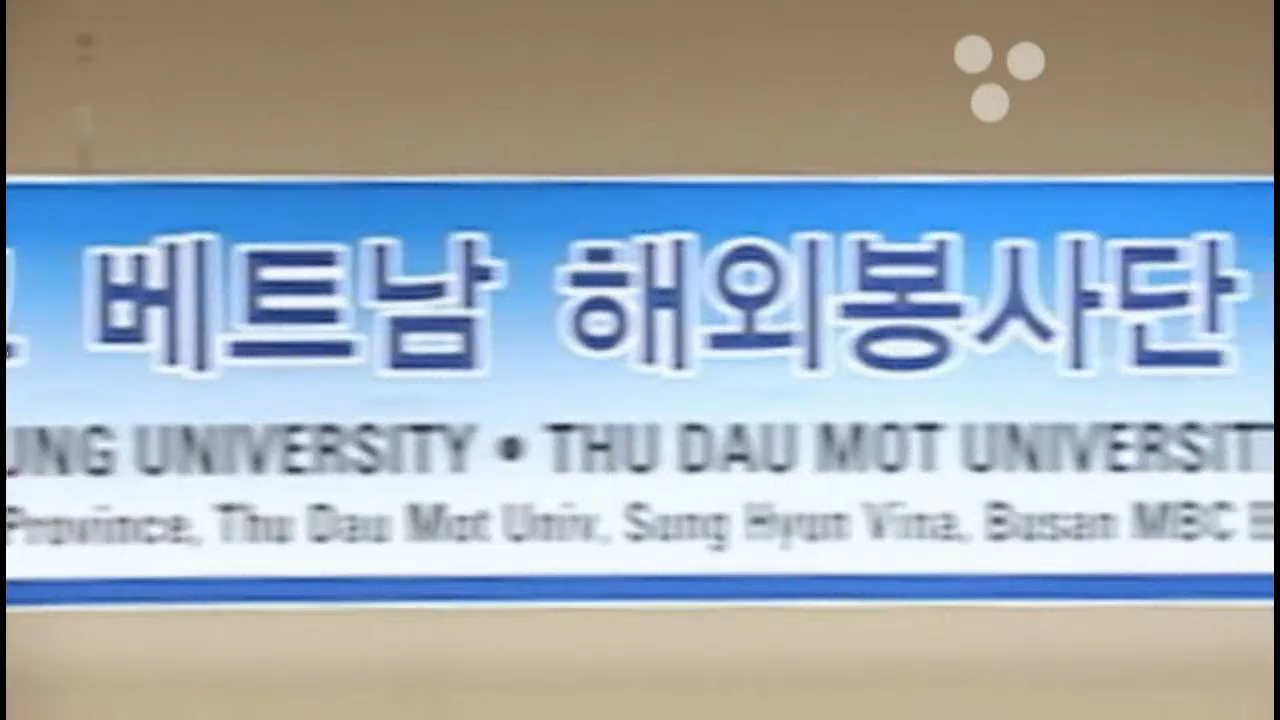 베트남 해외봉사단
UNG UNIVERSITY • THU DAU MOT UNIVERSIT
Province, Thu Dau Mot Univ, Sung Hyun Vina, Busan MBC